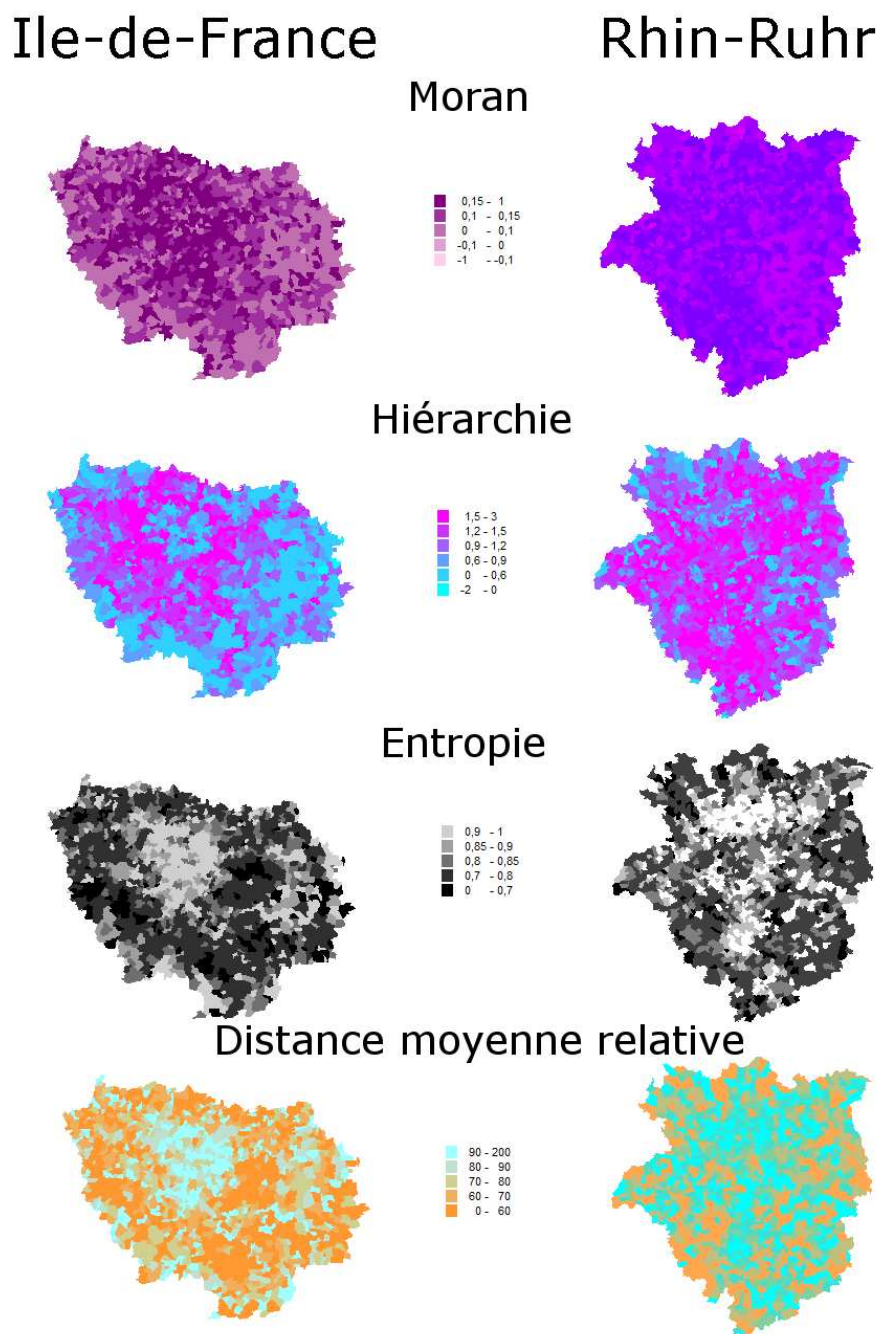 Ile-de-France Rhin-Ruhr
Moran
0,15 - 1
0,1 - 0,15
0 - 0,1
-0,1 - 0
-1 - -0,1
Hiérarchie
1,5 - 3
1,2 - 1,5
0,9 - 1,2
0,6 - 0,9
0 - 0,6
-2 - 0
Entropie
0,9 - 1
0,85 - 0,9
0,8 - 0,85
0,7 - 0,8
0 - 0,7
Distance moyenne relative
90 - 200
80 - 90
70 - 80
60 - 70
0 - 60